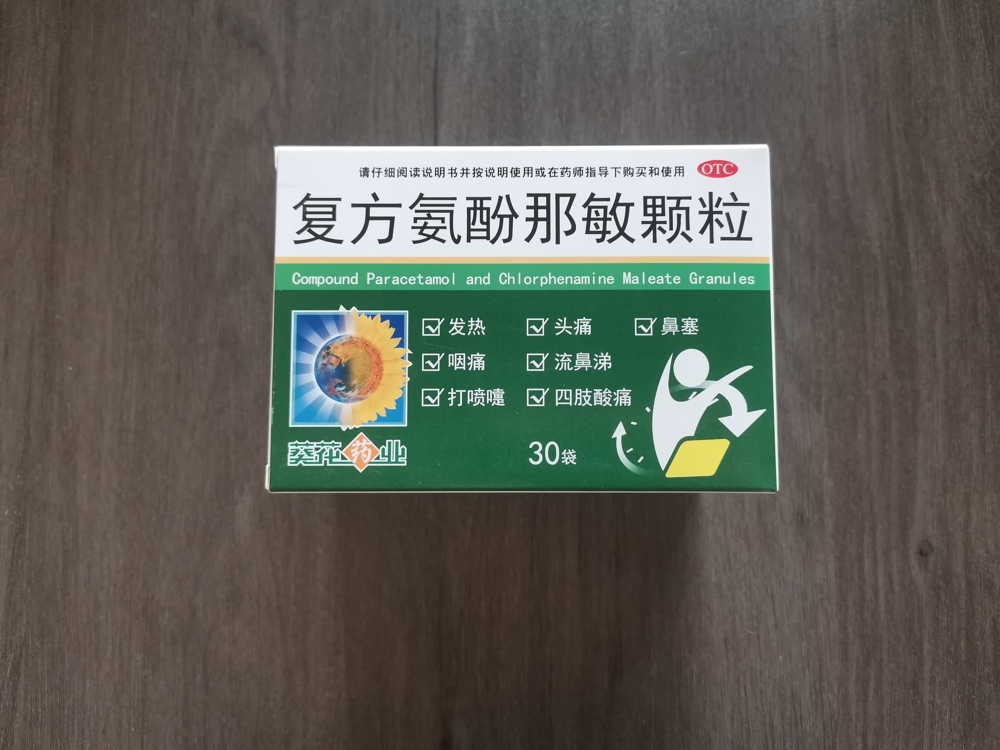 请仔细阅读说明书并按说明使用或在药师指导下购买和使用 OTC
复方氨酚那敏颗粒
Compound Paracetamol and Chlorphenamine Maleate Granules
发热 头痛 鼻塞
咽痛 流鼻涕
打喷嚏 四肢酸痛
葵花药业 30袋